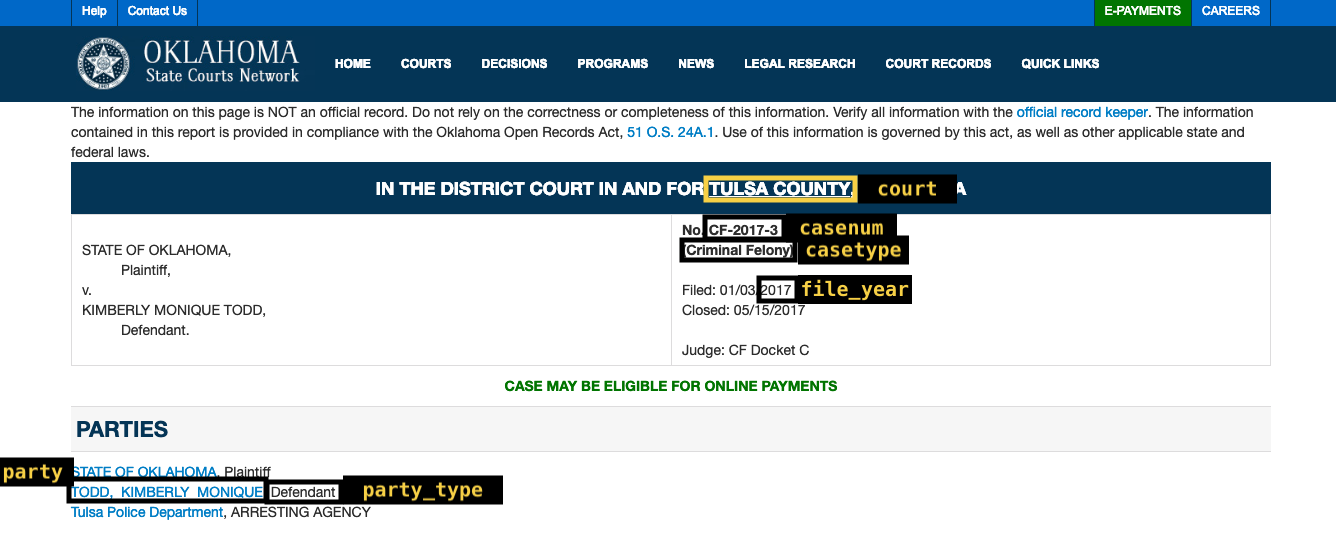 Help Contact Us E-PAYMENTS CAREERS
OKLAHOMA
State Courts Network
HOME COURTS DECISIONS PROGRAMS NEWS LEGAL RESEARCH COURT RECORDS QUICK LINKS
The information on this page is NOT an official record. Do not rely on the correctness or completeness of this information. Verify all information with the official record keeper. The information
contained in this report is provided in compliance with the Oklahoma Open Records Act, 51 O.S. 24A.1. Use of this information is governed by this act, as well as other applicable state and
federal laws.
IN THE DISTRICT COURT IN AND FOR TULSA COUNTY, court A
No. CF-2017-3 casenum
(Criminal Felony) casetype
STATE OF OKLAHOMA,
Plaintiff,
v.
KIMBERLY MONIQUE TODD,
Defendant.
Filed: 01/03/2017 file_year
Closed: 05/15/2017
Judge: CF Docket C
CASE MAY BE ELIGIBLE FOR ONLINE PAYMENTS
PARTIES
party STATE OF OKLAHOMA, Plaintiff
TODD, KIMBERLY MONIQUE Defendant party_type
Tulsa Police Department, ARRESTING AGENCY